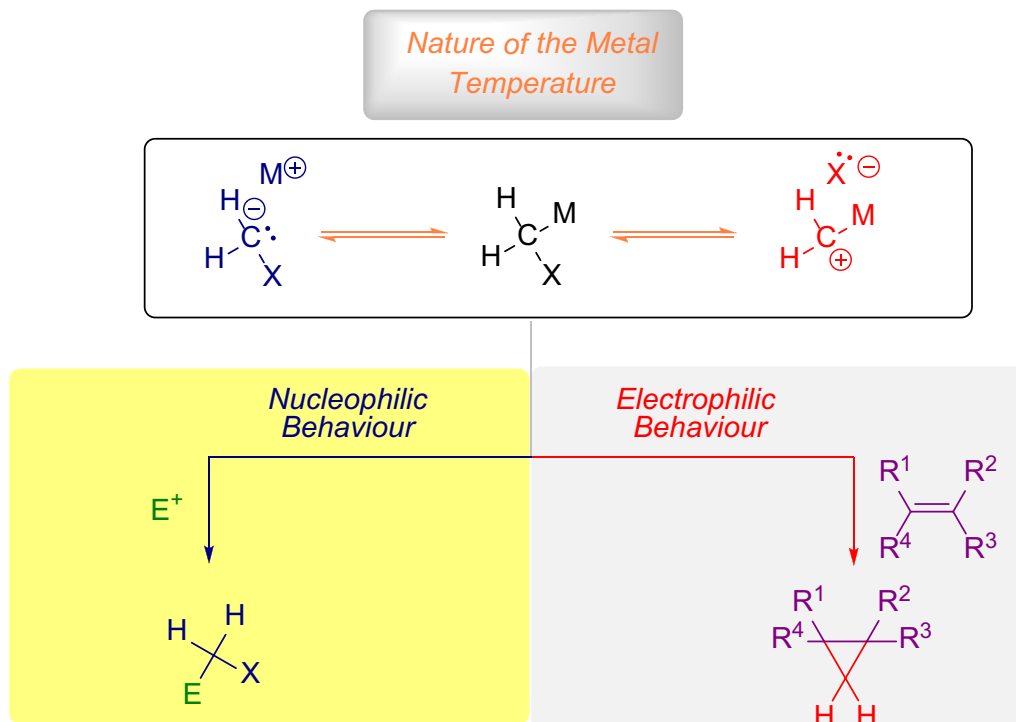 Nature of the Metal
Temperature
M⊕
H ⊖
C:
H
X
H
M
C
H
X
Ẍ ⊖
H
M
C
H ⊕
Nucleophilic
Behaviour
Electrophilic
Behaviour
E⁺
R¹ R²
R⁴ R³
H
H
X
E
R¹ R²
R⁴ R³
H H